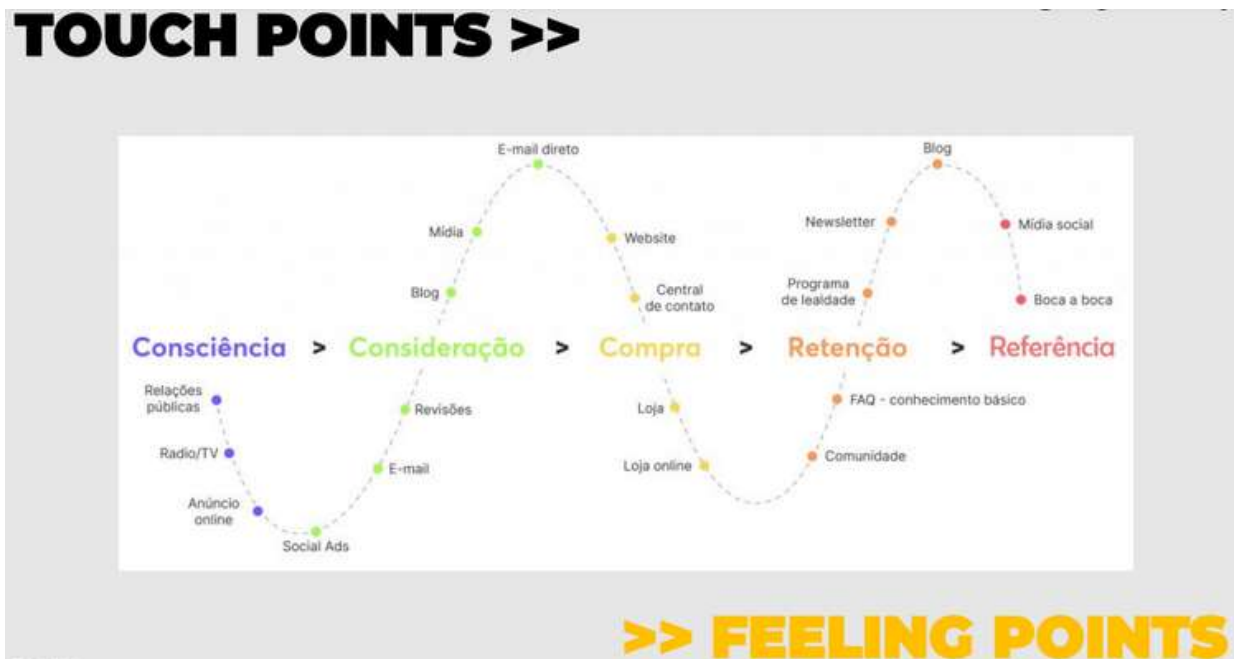 TOUCH POINTS >>
E-mail direto
Blog
Mídia
Website
Newsletter
Mídia social
Blog
Central
de contato
Programa
de lealdade
Boca a boca
Consciência > Consideração > Compra > Retenção > Referência
Relações
públicas
Revisões
Loja
FAQ - conhecimento básico
Radio/TV
E-mail
Loja online
Comunidade
Anúncio
online
Social Ads
>> FEELING POINTS